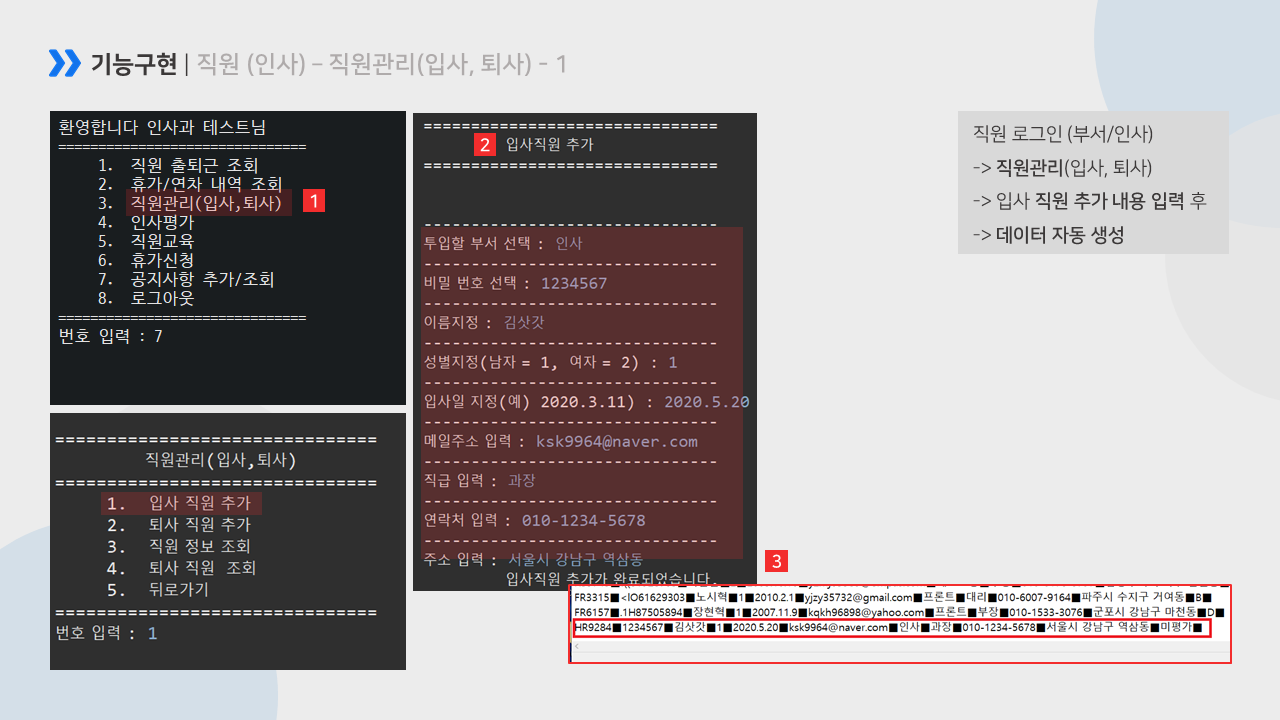 기능구현 | 직원 (인사) – 직원관리(입사, 퇴사) - 1
환영합니다 인사과 테스트님
===============================
1. 직원 출퇴근 조회
2. 휴가/연차 내역 조회
3. 직원관리(입사,퇴사)
1
4. 인사평가
5. 직원교육
6. 휴가신청
7. 공지사항 추가/조회
8. 로그아웃
===============================
번호 입력 : 7
===============================
직원관리(입사,퇴사)
===============================
1. 입사 직원 추가
2. 퇴사 직원 추가
3. 직원 정보 조회
4. 퇴사 직원 조회
5. 뒤로가기
===============================
번호 입력 : 1
===============================
2
입사직원 추가
===============================
-------------------------------
투입할 부서 선택 : 인사
-------------------------------
비밀 번호 선택 : 1234567
-------------------------------
이름지정 : 김삿갓
-------------------------------
성별지정(남자 = 1, 여자 = 2) : 1
-------------------------------
입사일 지정(예) 2020.3.11) : 2020.5.20
-------------------------------
메일주소 입력 : ksk9964@naver.com
-------------------------------
직급 입력 : 과장
-------------------------------
연락처 입력 : 010-1234-5678
-------------------------------
주소 입력 : 서울시 강남구 역삼동
입사직원 추가가 완료되었습니다.
3
FR3315■<IO61629303■노시혁■1■2010.2.1■yjzy35732@gmail.com■프론트■대리■010-6007-9164■파주시 수지구 거여동■B■
FR6157■.1H87505894■장현혁■1■2007.11.9■kqkh96898@yahoo.com■프론트■부장■010-1533-3076■군포시 강남구 마천동■D■
HR9284■1234567■김삿갓■1■2020.5.20■ksk9964@naver.com■인사■과장■010-1234-5678■서울시 강남구 역삼동■미평가■
직원 로그인 (부서/인사)
-> 직원관리(입사, 퇴사)
-> 입사 직원 추가 내용 입력 후
-> 데이터 자동 생성